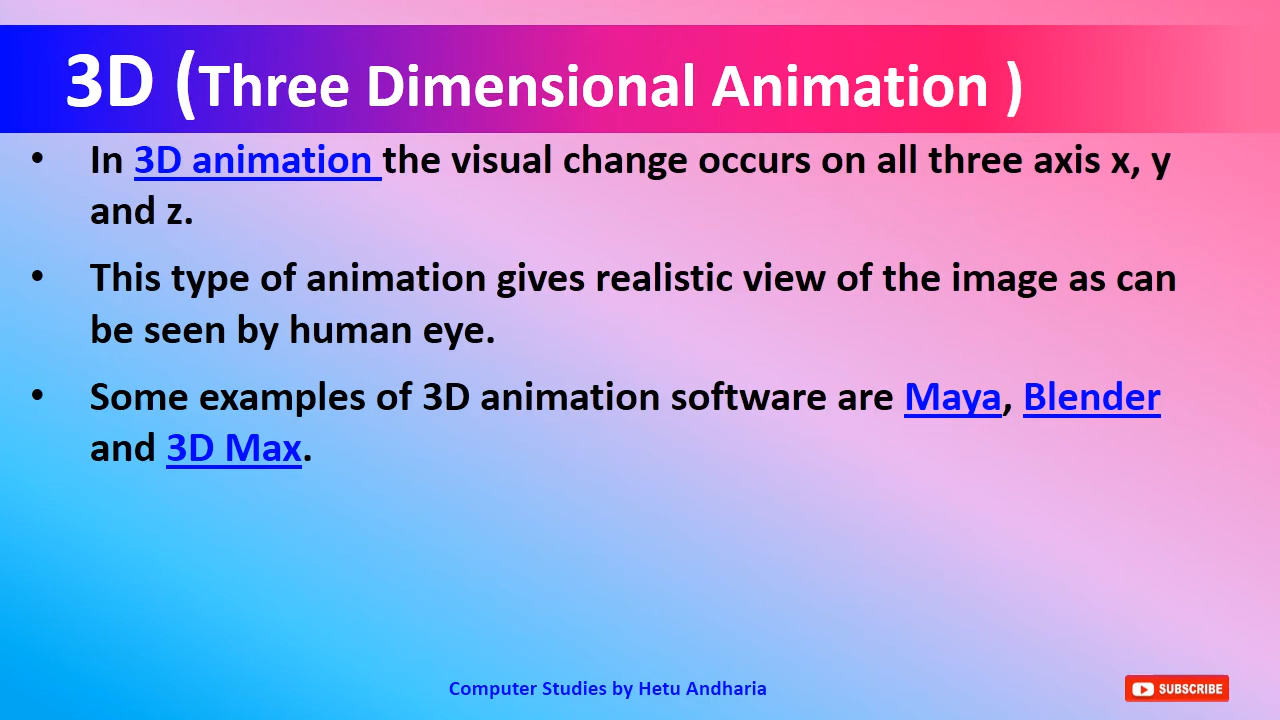 3D (Three Dimensional Animation )
• In 3D animation the visual change occurs on all three axis x, y
and z.
• This type of animation gives realistic view of the image as can
be seen by human eye.
• Some examples of 3D animation software are Maya, Blender
and 3D Max.
Computer Studies by Hetu Andharia
SUBSCRIBE